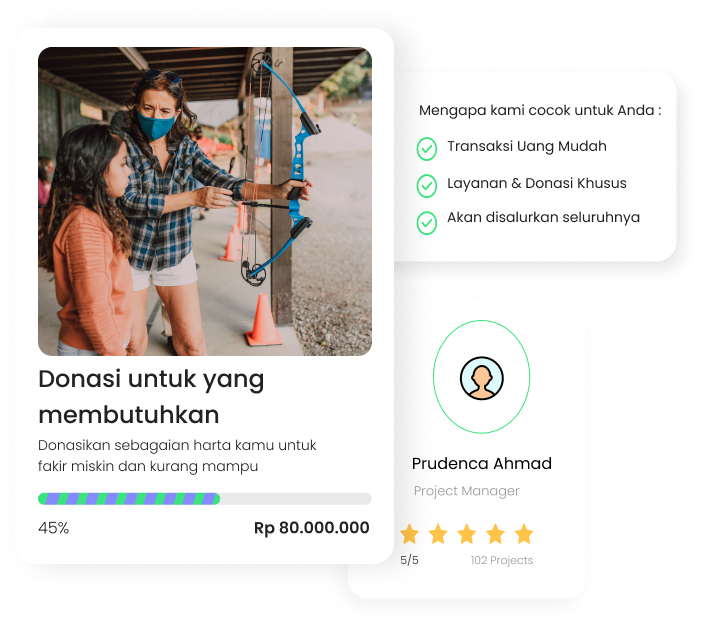 Mengapa kami cocok untuk Anda :
Transaksi Uang Mudah
Layanan & Donasi Khusus
Akan disalurkan seluruhnya
Donasi untuk yang
membutuhkan
Donasikan sebagaian harta kamu untuk
fakir miskin dan kurang mampu
45%
Rp 80.000.000
Prudenca Ahmad
Project Manager
5/5
102 Projects